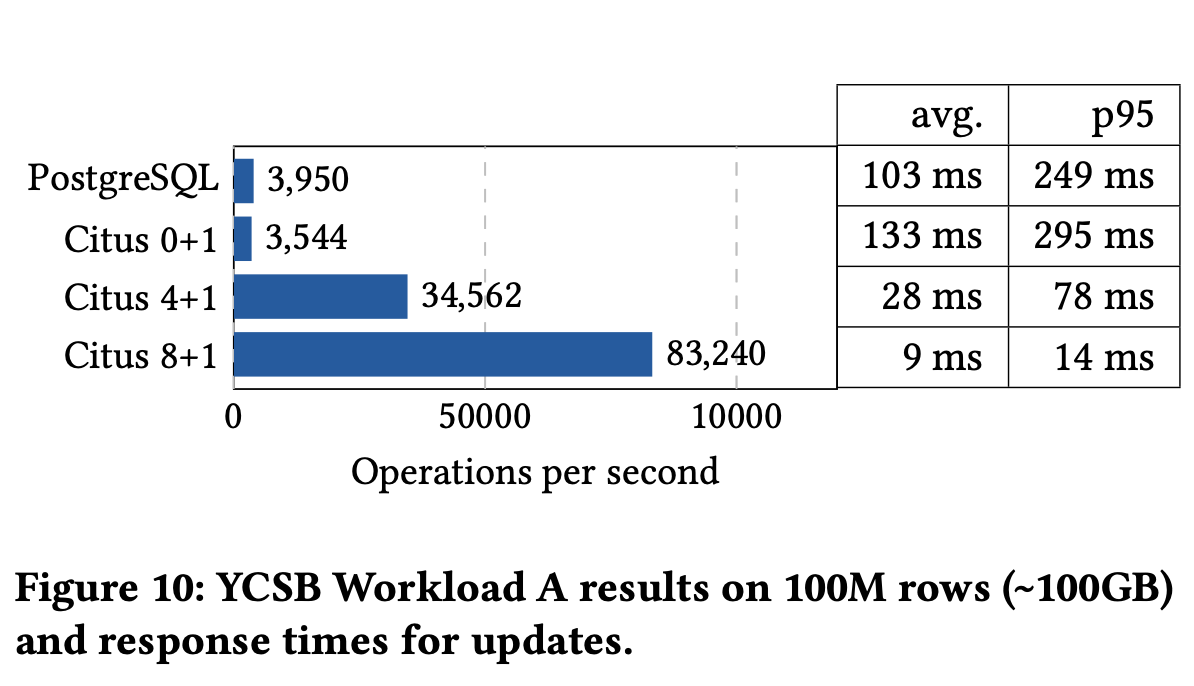 avg. p95
PostgreSQL 3,950 103 ms 249 ms
Citus 0+1 3,544 133 ms 295 ms
Citus 4+1 34,562 28 ms 78 ms
Citus 8+1 83,240 9 ms 14 ms
0 50000 10000
Operations per second
Figure 10: YCSB Workload A results on 100M rows (~100GB)
and response times for updates.